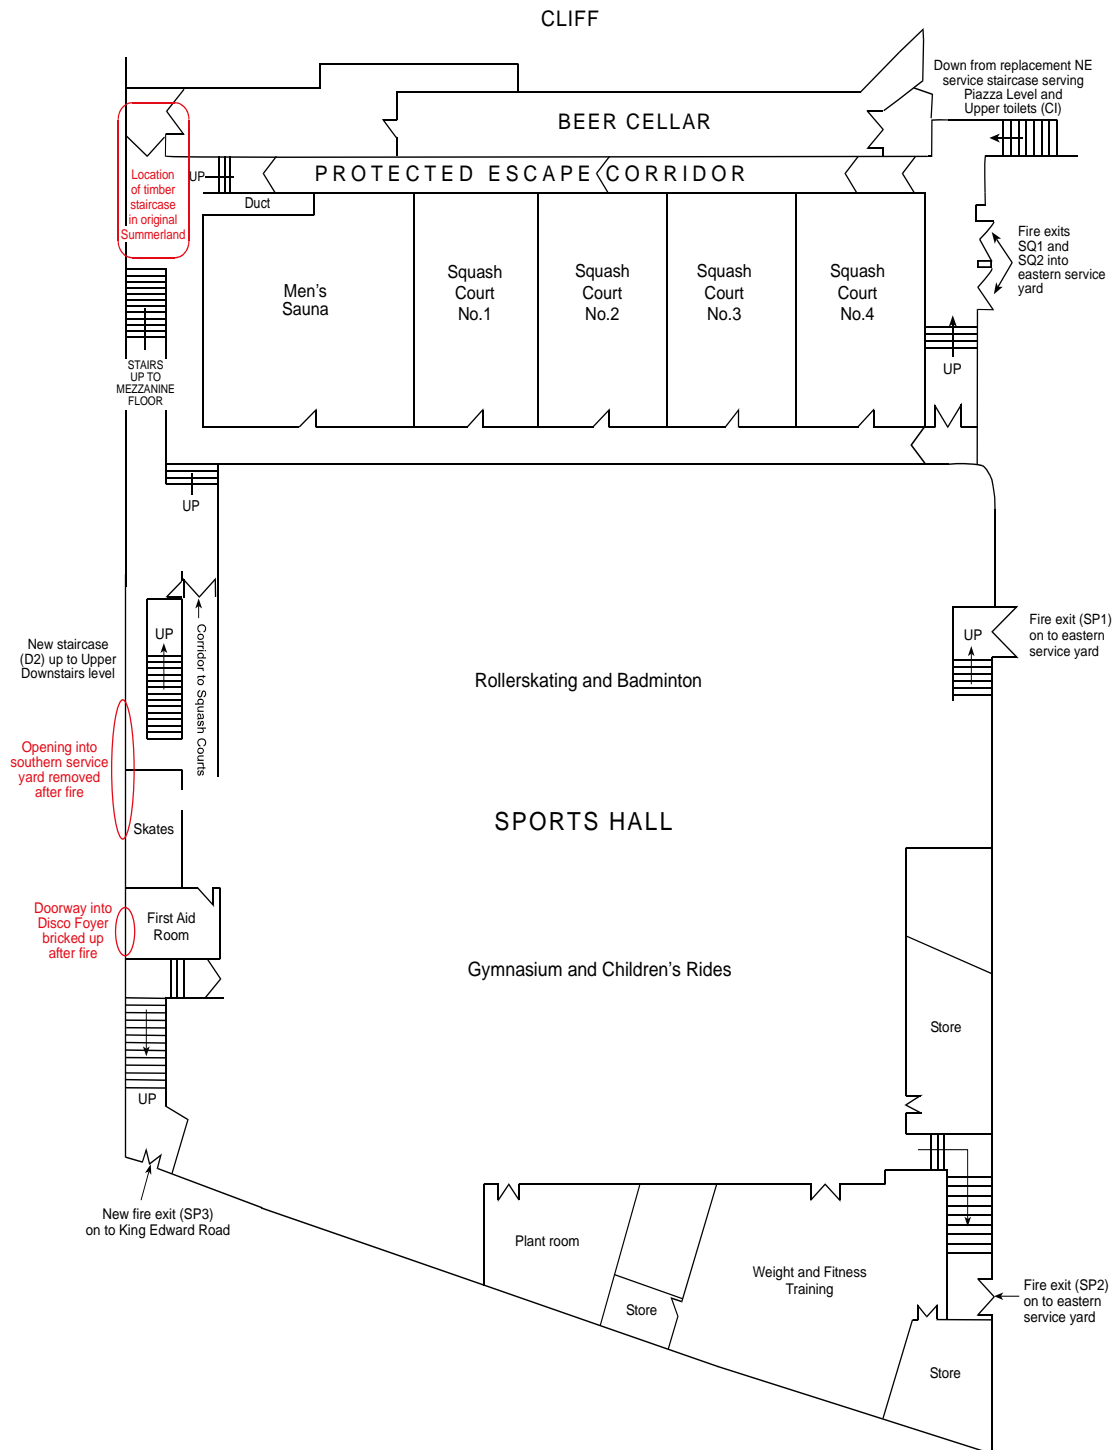 CLIFF
Down from replacement NE
service staircase serving
Piazza Level and
Upper toilets (CI)
BEER CELLAR
PROTECTED ESCAPE CORRIDOR
UP
Duct
Location
of timber
staircase
in original
Summerland
Men's
Sauna
Squash
Court
No.1
Squash
Court
No.2
Squash
Court
No.3
Squash
Court
No.4
Fire exits
SQ1 and
SQ2 into
eastern service
yard
UP
STAIRS
UP TO
MEZZANINE
FLOOR
UP
UP
Corridor to Squash Courts
New staircase
(D2) up to Upper
Downstairs level
UP
Fire exit (SP1)
on to eastern
service yard
Rollerskating and Badminton
Opening into
southern service
yard removed
after fire
Skates
SPORTS HALL
Doorway into
Disco Foyer
bricked up
after fire
First Aid
Room
Gymnasium and Children's Rides
Store
UP
New fire exit (SP3)
on to King Edward Road
Plant room
Store
Weight and Fitness
Training
Fire exit (SP2)
on to eastern
service yard
Store